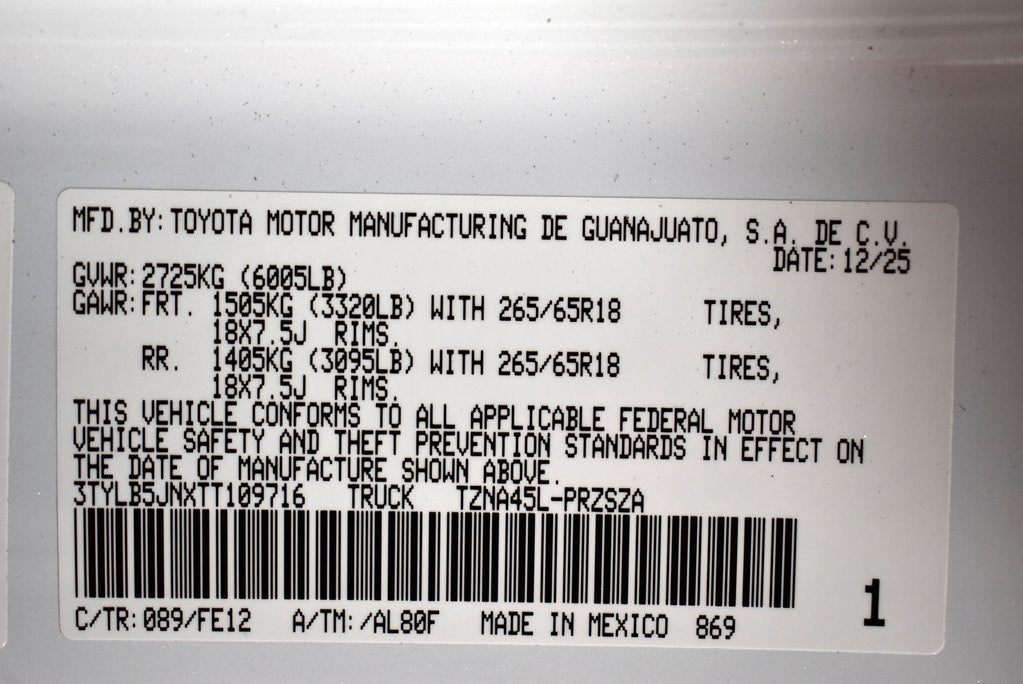 MFD.BY: TOYOTA MOTOR MANUFACTURING DE GUANAJUATO, S.A. DE C.V.
DATE: 12/25
GVWR: 2725KG (6005LB)
GAWR: FRT. 1505KG (3320LB) WITH 265/65R18 TIRES,
18X7.5J RIMS.
RR. 1405KG (3095LB) WITH 265/65R18 TIRES,
18X7.5J RIMS.
THIS VEHICLE CONFORMS TO ALL APPLICABLE FEDERAL MOTOR
VEHICLE SAFETY AND THEFT PREVENTION STANDARDS IN EFFECT ON
THE DATE OF MANUFACTURE SHOWN ABOVE.
3TYLB5JNXTT109716 TRUCK TZNA45L-PRZSZA
1
C/TR: 089/FE12 A/TM: /AL80F MADE IN MEXICO 869